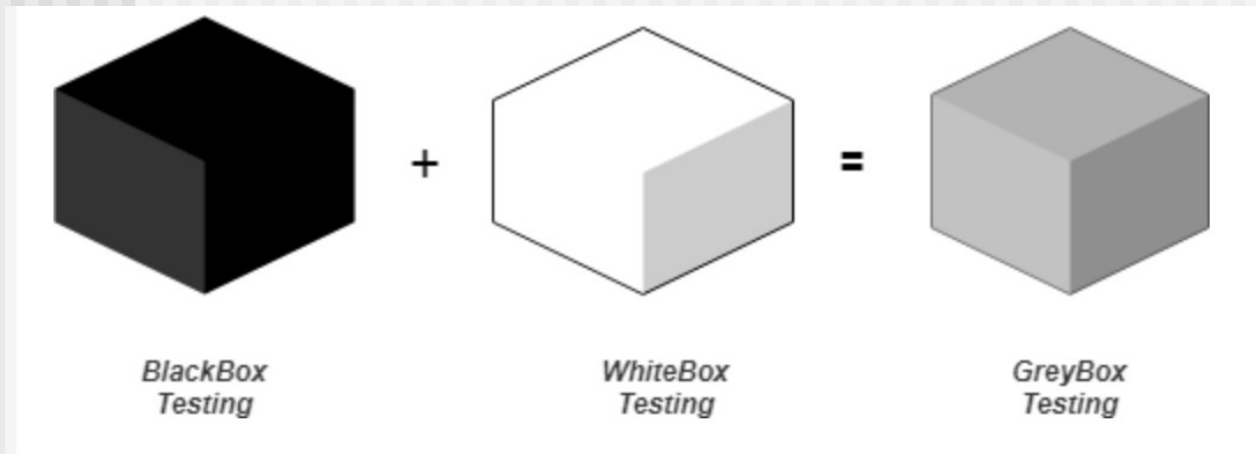 +
=
BlackBox
Testing
WhiteBox
Testing
GreyBox
Testing